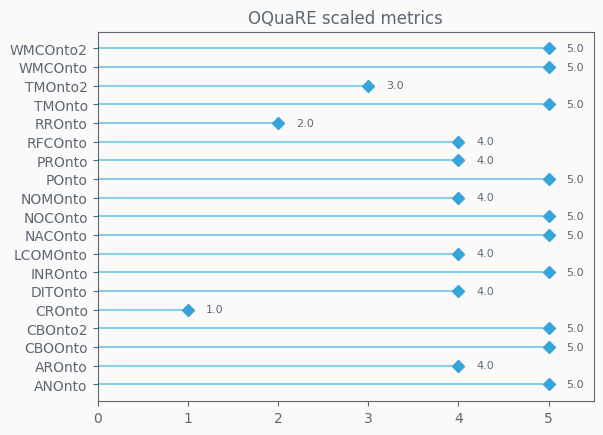 OQuaRE scaled metrics
WMCOnto2 5.0
WMCOnto 5.0
TMOnto2 3.0
TMOnto 5.0
RROnto 2.0
RFCOnto 4.0
PROnto 4.0
POnto 5.0
NOMOnto 4.0
NOCOnto 5.0
NACOnto 5.0
LCOMOnto 4.0
INROnto 5.0
DITOnto 4.0
CROnto 1.0
CBOnto2 5.0
CBOOnto 5.0
AROnto 4.0
ANOnto 5.0
0 1 2 3 4 5